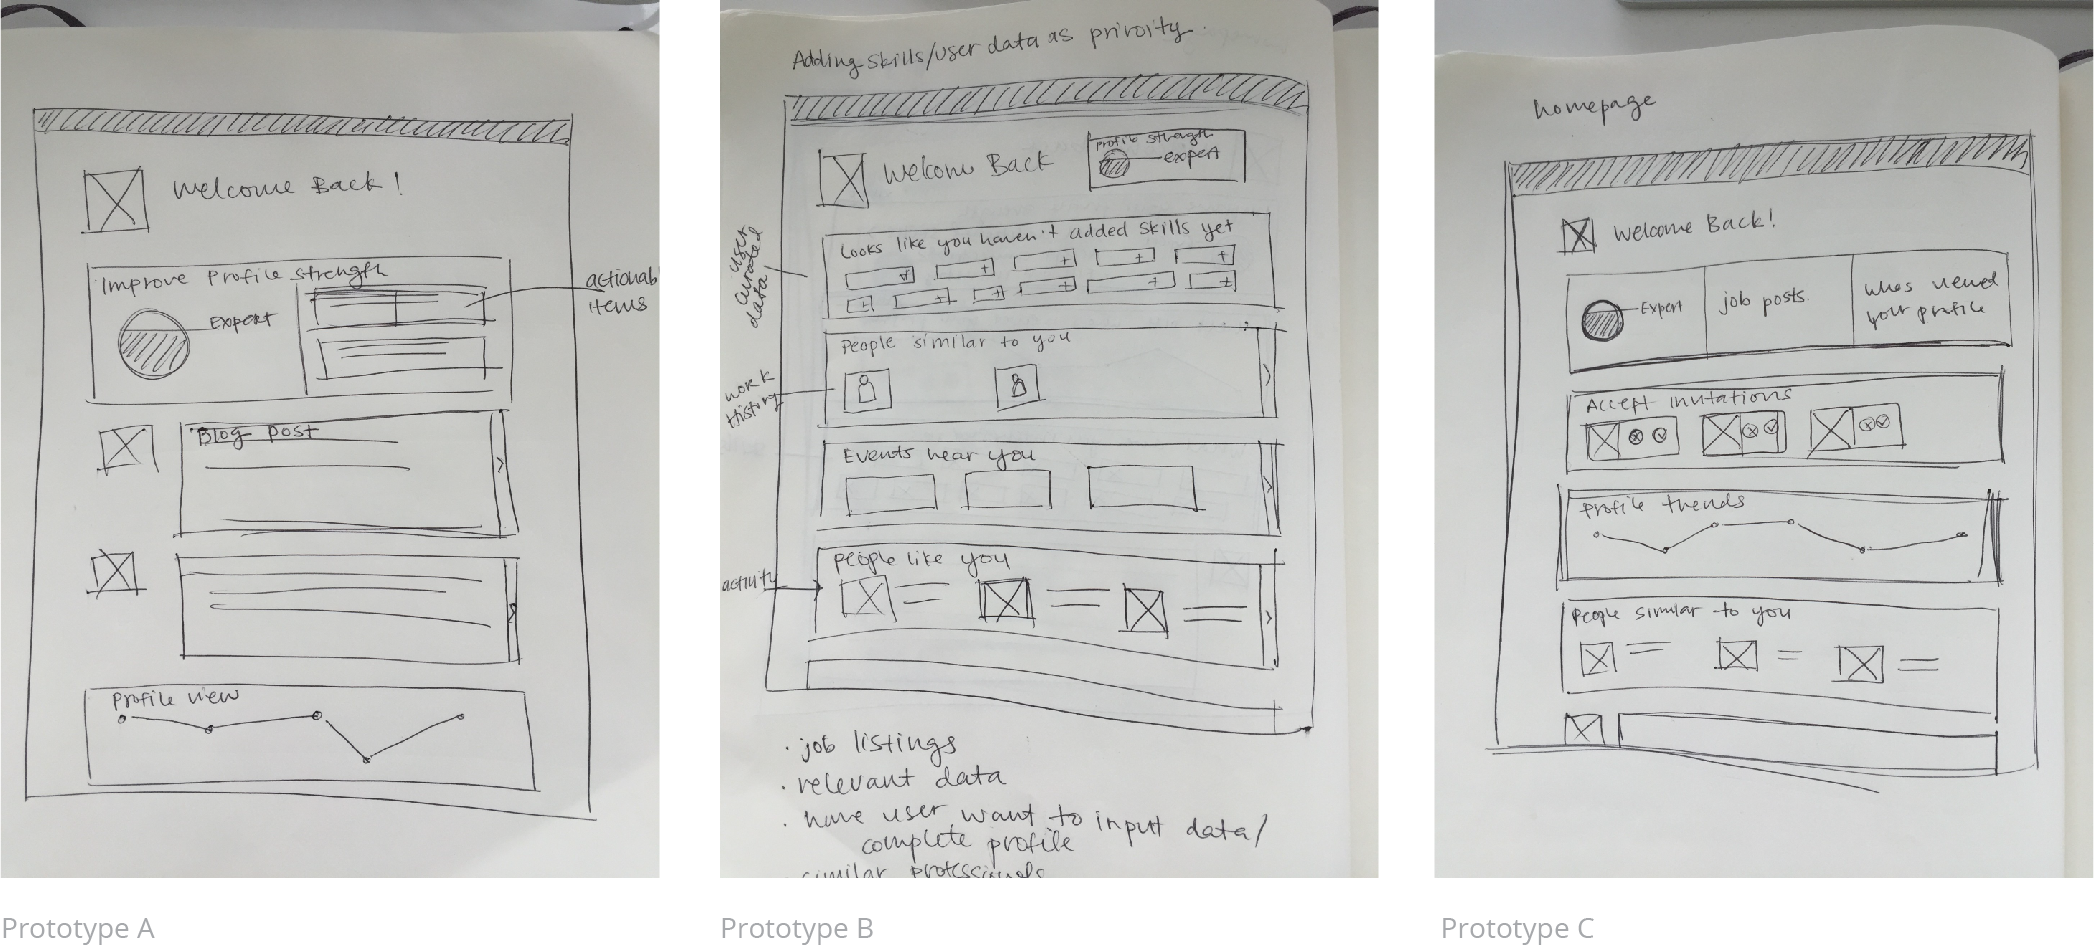 Welcome Back!
Improve Profile strength
Expert
actionab
items
Blog post
Profile view
Prototype A
Adding skills/user data as priroity.
Welcome Back
Profile strength
expert
user
curated
data
Looks like you haven't added skills yet
People similar to you
work
History
Events near you
People like you
activity
· job listings
· relevant data
· have user want to input data/
complete profile
similar professionals
Prototype B
homepage
Welcome Back!
Expert
job posts
whos viewed
your profile
Accept invitations
Profile trends
People similar to you
Prototype C